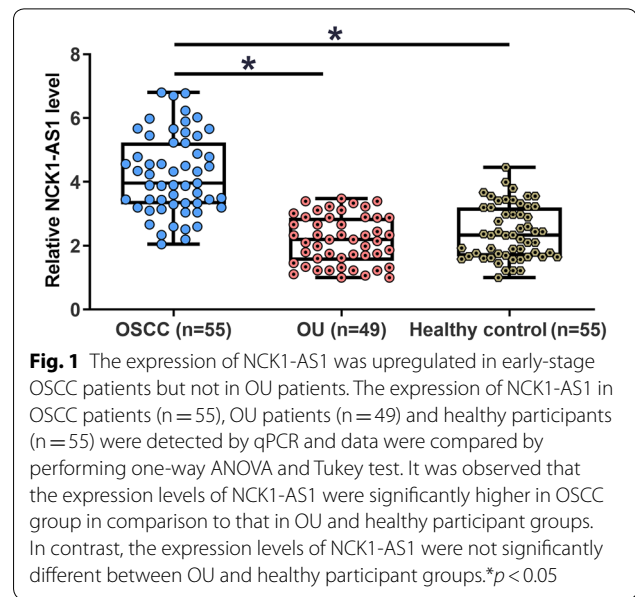 *
*
Relative NCK1-AS1 level
8
6
4
2
0
OSCC (n=55) OU (n=49) Healthy control (n=55)
Fig. 1 The expression of NCK1-AS1 was upregulated in early-stage
OSCC patients but not in OU patients. The expression of NCK1-AS1 in
OSCC patients (n = 55), OU patients (n = 49) and healthy participants
(n = 55) were detected by qPCR and data were compared by
performing one-way ANOVA and Tukey test. It was observed that
the expression levels of NCK1-AS1 were significantly higher in OSCC
group in comparison to that in OU and healthy participant groups.
In contrast, the expression levels of NCK1-AS1 were not significantly
different between OU and healthy participant groups.*p < 0.05